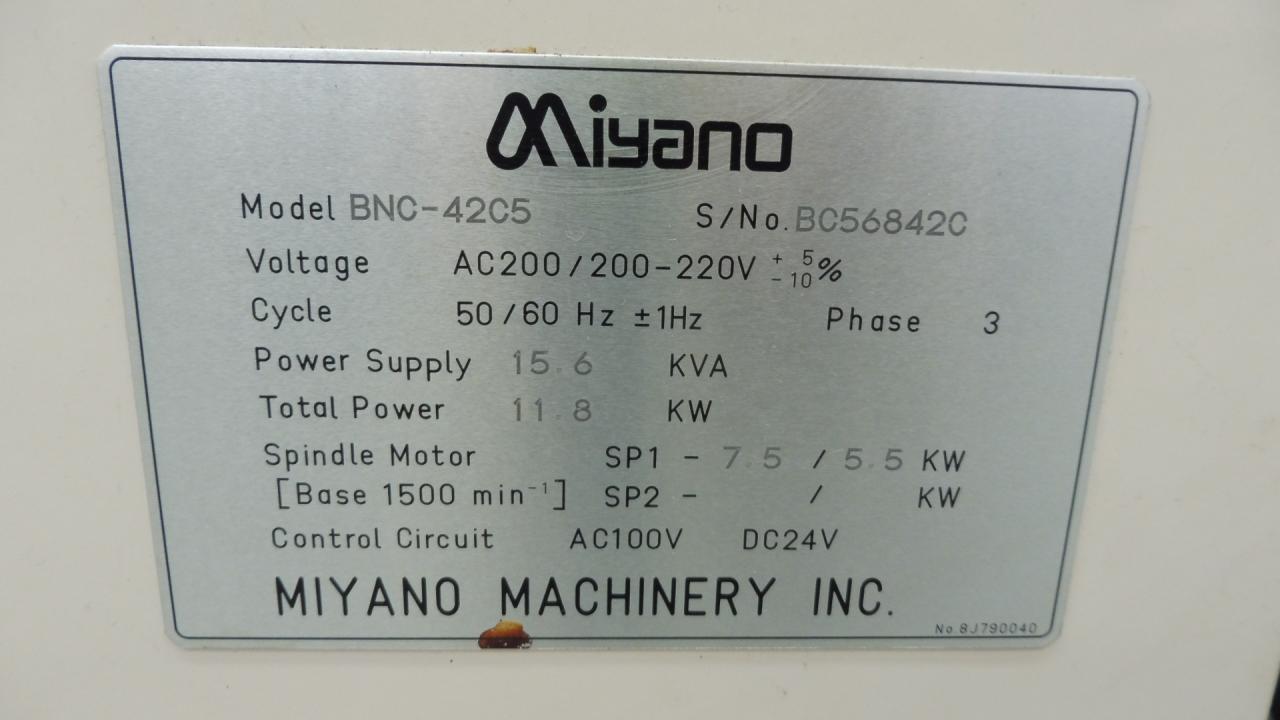 Miyano
Model BNC-42C5 S/No. BC56842C
Voltage AC200/200-220V + 5 - 10 %
Cycle 50/60 Hz ±1Hz Phase 3
Power Supply 15.6 KVA
Total Power 11.8 KW
Spindle Motor SP1 - 7.5 / 5.5 KW
[Base 1500 min⁻¹] SP2 - / KW
Control Circuit AC100V DC24V
MIYANO MACHINERY INC.
No.8J790040